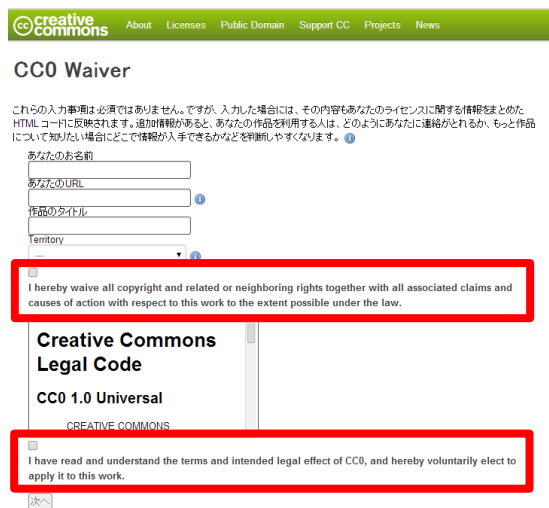 cc creative commons About Licenses Public Domain Support CC Projects News
CC0 Waiver
これらの入力事項は必須ではありません。ですが、入力した場合には、その内容もあなたのライセンスに関する情報をまとめた
HTML コードに反映されます。追加情報があると、あなたの作品を利用する人は、どのようにあなたに連絡がとれるか、もっと作品
について知りたい場合にどこで情報が入手できるかなどを判断しやすくなります。
あなたのお名前
あなたのURL
作品のタイトル
Territory
---
I hereby waive all copyright and related or neighboring rights together with all associated claims and
causes of action with respect to this work to the extent possible under the law.
Creative Commons
Legal Code
CC0 1.0 Universal
CREATIVE COMMONS
I have read and understand the terms and intended legal effect of CC0, and hereby voluntarily elect to
apply it to this work.
次へ